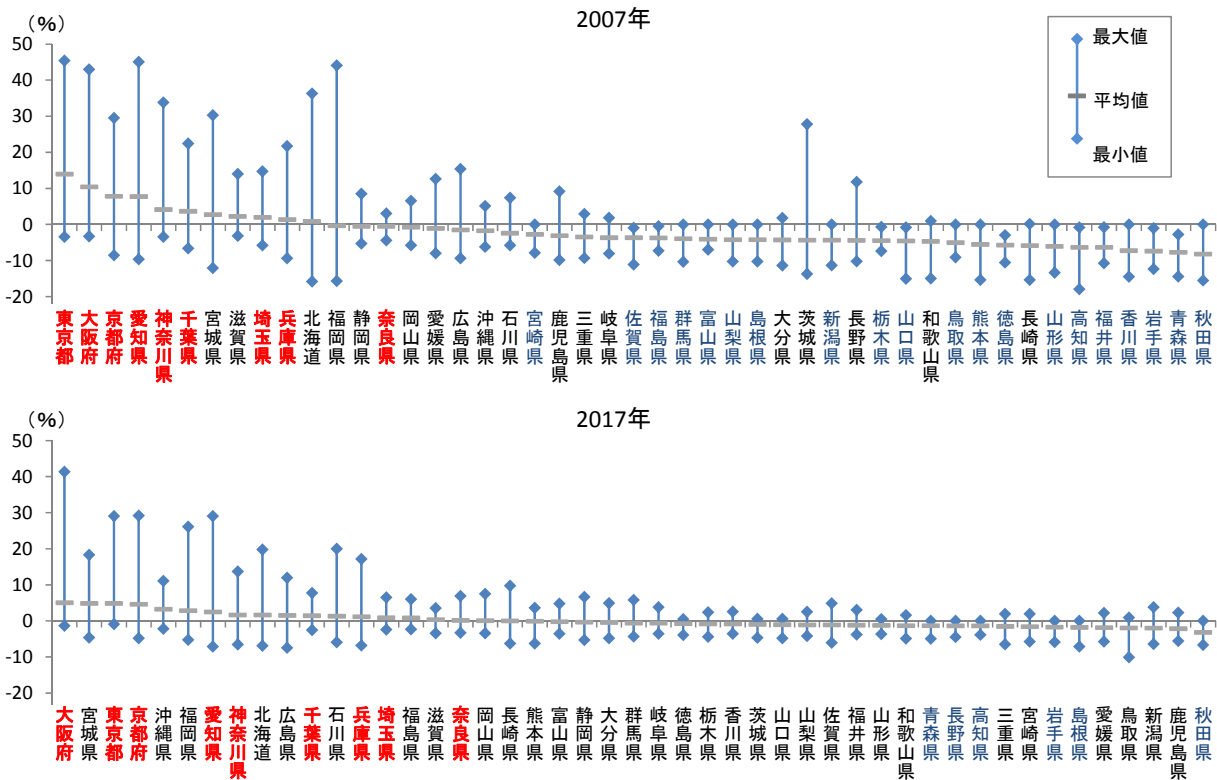 2007年
(%)
最大値
平均値
最小値
50
40
30
20
10
0
-10
-20
東京都 大阪府 京都府 愛知県 神奈川県 千葉県 宮城県 滋賀県 埼玉県 兵庫県 北海道 福岡県 静岡県 奈良県 岡山県 愛媛県 広島県 沖縄県 石川県 宮崎県 鹿児島県 三重県 岐阜県 佐賀県 福島県 群馬県 富山県 山梨県 島根県 大分県 茨城県 新潟県 長野県 栃木県 山口県 和歌山県 鳥取県 熊本県 徳島県 長崎県 山形県 高知県 福井県 香川県 岩手県 青森県 秋田県
2017年
(%)
50
40
30
20
10
0
-10
-20
大阪府 宮城県 東京都 京都府 沖縄県 福岡県 愛知県 神奈川県 北海道 広島県 千葉県 石川県 兵庫県 埼玉県 福島県 滋賀県 奈良県 岡山県 長崎県 熊本県 富山県 静岡県 大分県 群馬県 岐阜県 徳島県 栃木県 香川県 茨城県 山口県 山梨県 佐賀県 福井県 山形県 和歌山県 青森県 長野県 高知県 三重県 宮崎県 岩手県 島根県 愛媛県 鳥取県 新潟県 鹿児島県 秋田県